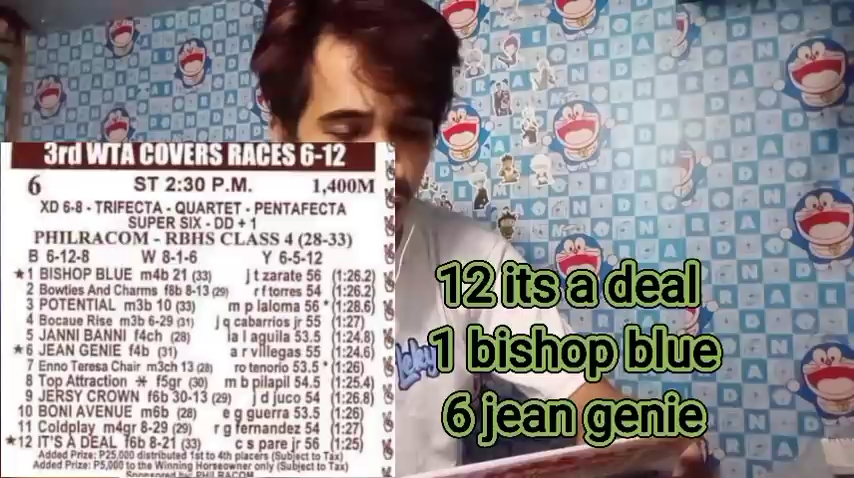 3rd WTA COVERS RACES 6-12
6 ST 2:30 P.M. 1,400M
XD 6-8 - TRIFECTA - QUARTET - PENTAFECTA
SUPER SIX - DD + 1
PHILRACOM - RBHS CLASS 4 (28-33)
B 6-12-8 W 8-1-6 Y 6-5-12
★1 BISHOP BLUE m4b 21 (33) j t zarate 56 (1:26.2)
2 Bowties And Charms f8b 8-13 (29) r f torres 54 (1:26.2)
3 POTENTIAL m3b 10 (33) m p laloma 56 * (1:28.6)
4 Bocaue Rise m3b 6-29 (31) j q cabarrios jr 55 (1:27)
5 JANNI BANNI f4ch (28) la l aguila 53.5 (1:24.8)
★6 JEAN GENIE f4b (31) a r villegas 55 (1:24.6)
7 Enno Teresa Chair m3ch 13 (28) ro tenorio 53.5 * (1:26)
8 Top Attraction * f5gr (30) m b pilapil 54.5 (1:25.4)
9 JERSY CROWN f6b 30-13 (29) j d juco 54 (1:26.8)
10 BONI AVENUE m6b (28) e g guerra 53.5 (1:26)
11 Coldplay m4gr 8-29 (29) r g fernandez 54 (1:27)
★12 IT'S A DEAL f6b 8-21 (33) c s pare jr 56 (1:25)
Added Prize: P25,000 distributed 1st to 4th placers (Subject to Tax)
Added Prize: P5,000 to the Winning Horseowner only (Subject to Tax)
Sponsored by: PHILRACOM
12 its a deal
1 bishop blue
6 jean genie